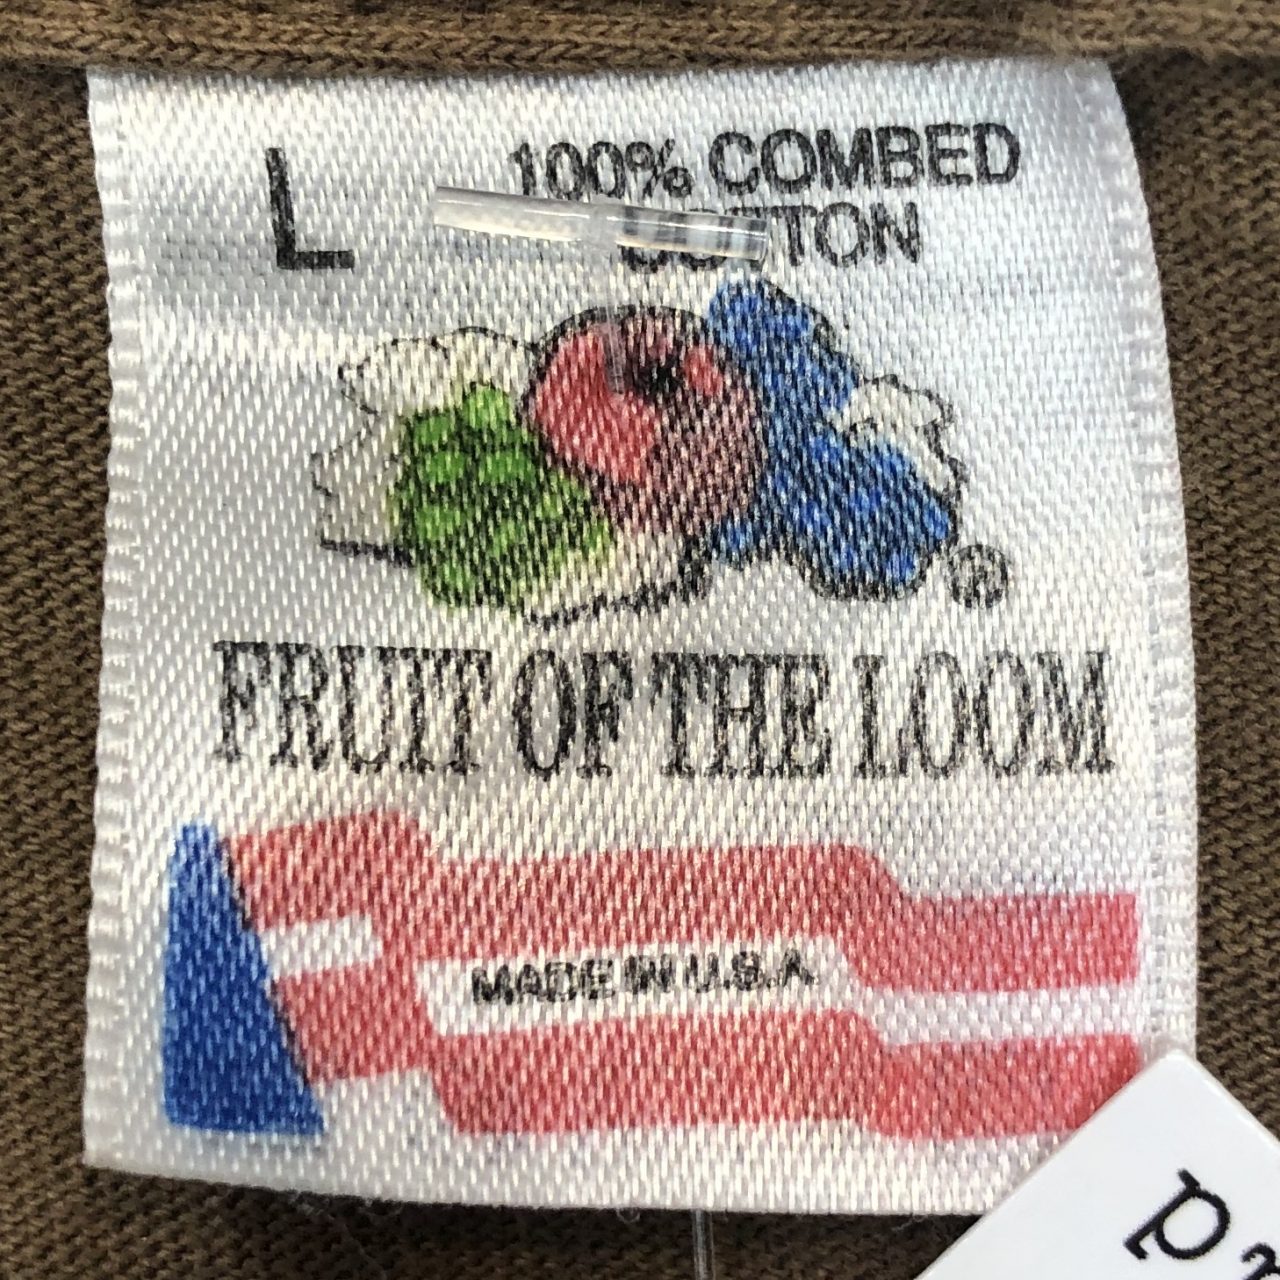 L
100% COMBED
COTTON
®
FRUIT OF THE LOOM
MADE IN U.S.A